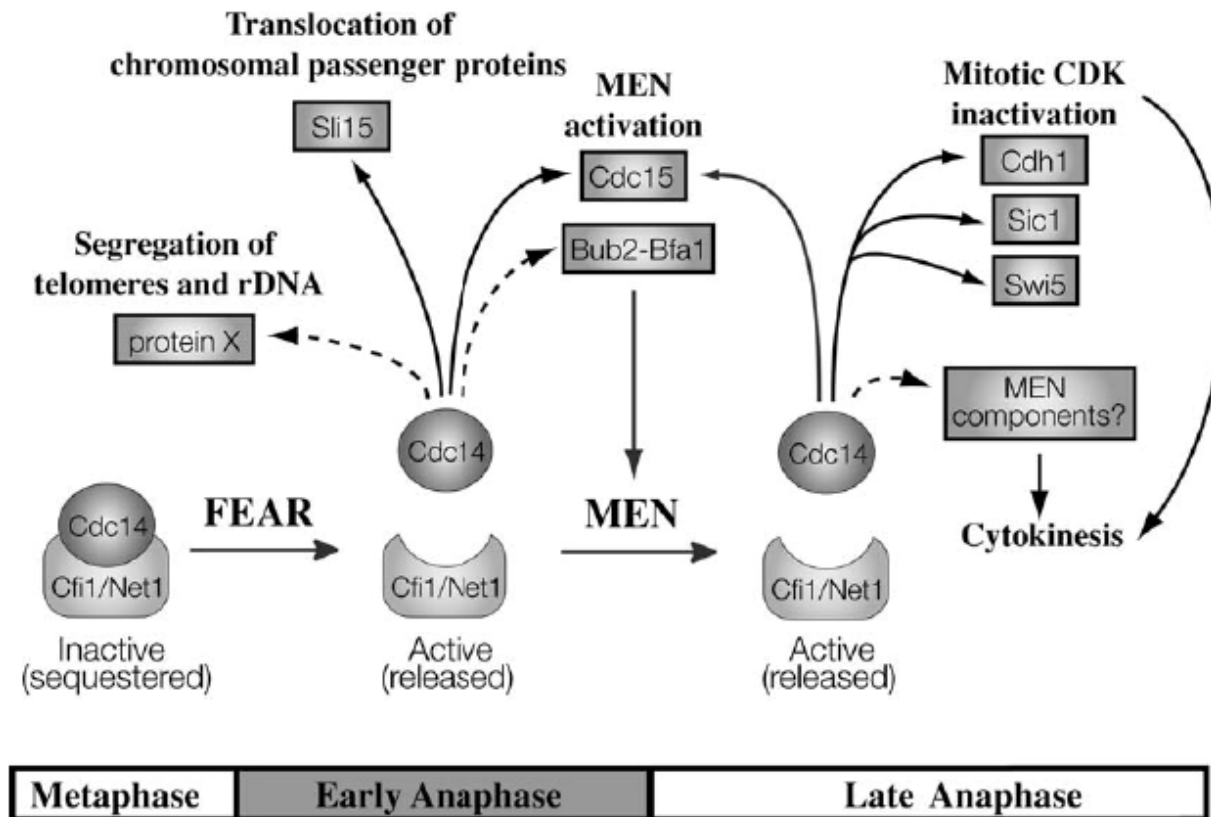 Translocation of
chromosomal passenger proteins
Sli15
MEN
activation
Cdc15
Bub2-Bfa1
Mitotic CDK
inactivation
Cdh1
Sic1
Swi5
Segregation of
telomeres and rDNA
protein X
MEN
components?
Cytokinesis
Cdc14
Cfi1/Net1
Inactive
(sequestered)
FEAR
Cdc14
Cfi1/Net1
Active
(released)
MEN
Cdc14
Cfi1/Net1
Active
(released)
Metaphase
Early Anaphase
Late Anaphase